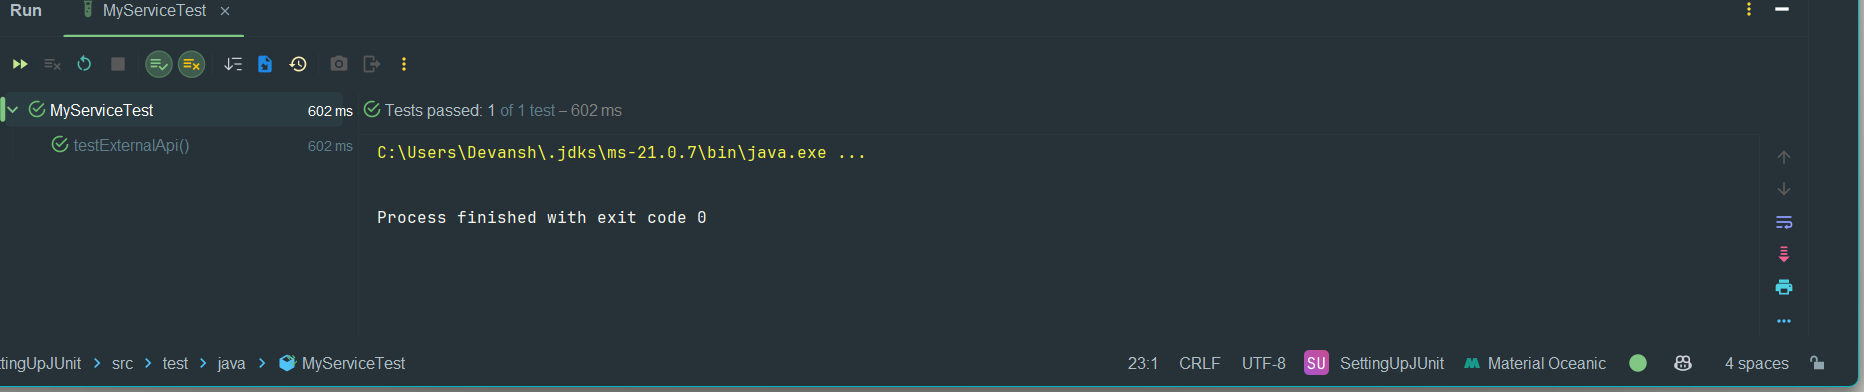 Run MyServiceTest
MyServiceTest 602 ms
testExternalApi() 602 ms
Tests passed: 1 of 1 test – 602 ms
C:\Users\Devansh\.jdks\ms-21.0.7\bin\java.exe ...
Process finished with exit code 0
ttingUpJUnit > src > test > java > MyServiceTest 23:1 CRLF UTF-8 SU SettingUpJUnit Material Oceanic 4 spaces